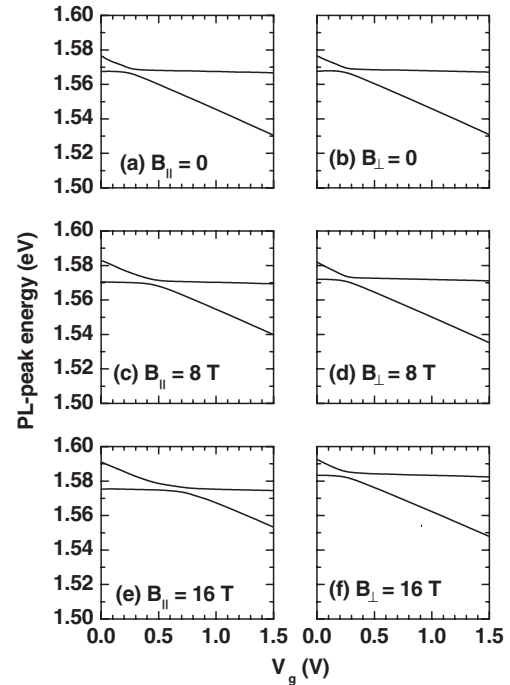 1.60
1.58
1.56
1.54
1.52
1.50
(a) B|| = 0
(b) B⊥ = 0
1.60
1.58
1.56
1.54
1.52
1.50
(c) B|| = 8 T
(d) B⊥ = 8 T
1.60
1.58
1.56
1.54
1.52
1.50
(e) B|| = 16 T
(f) B⊥ = 16 T
PL-peak energy (eV)
0.0 0.5 1.0 1.5 0.0 0.5 1.0 1.5
Vg (V)